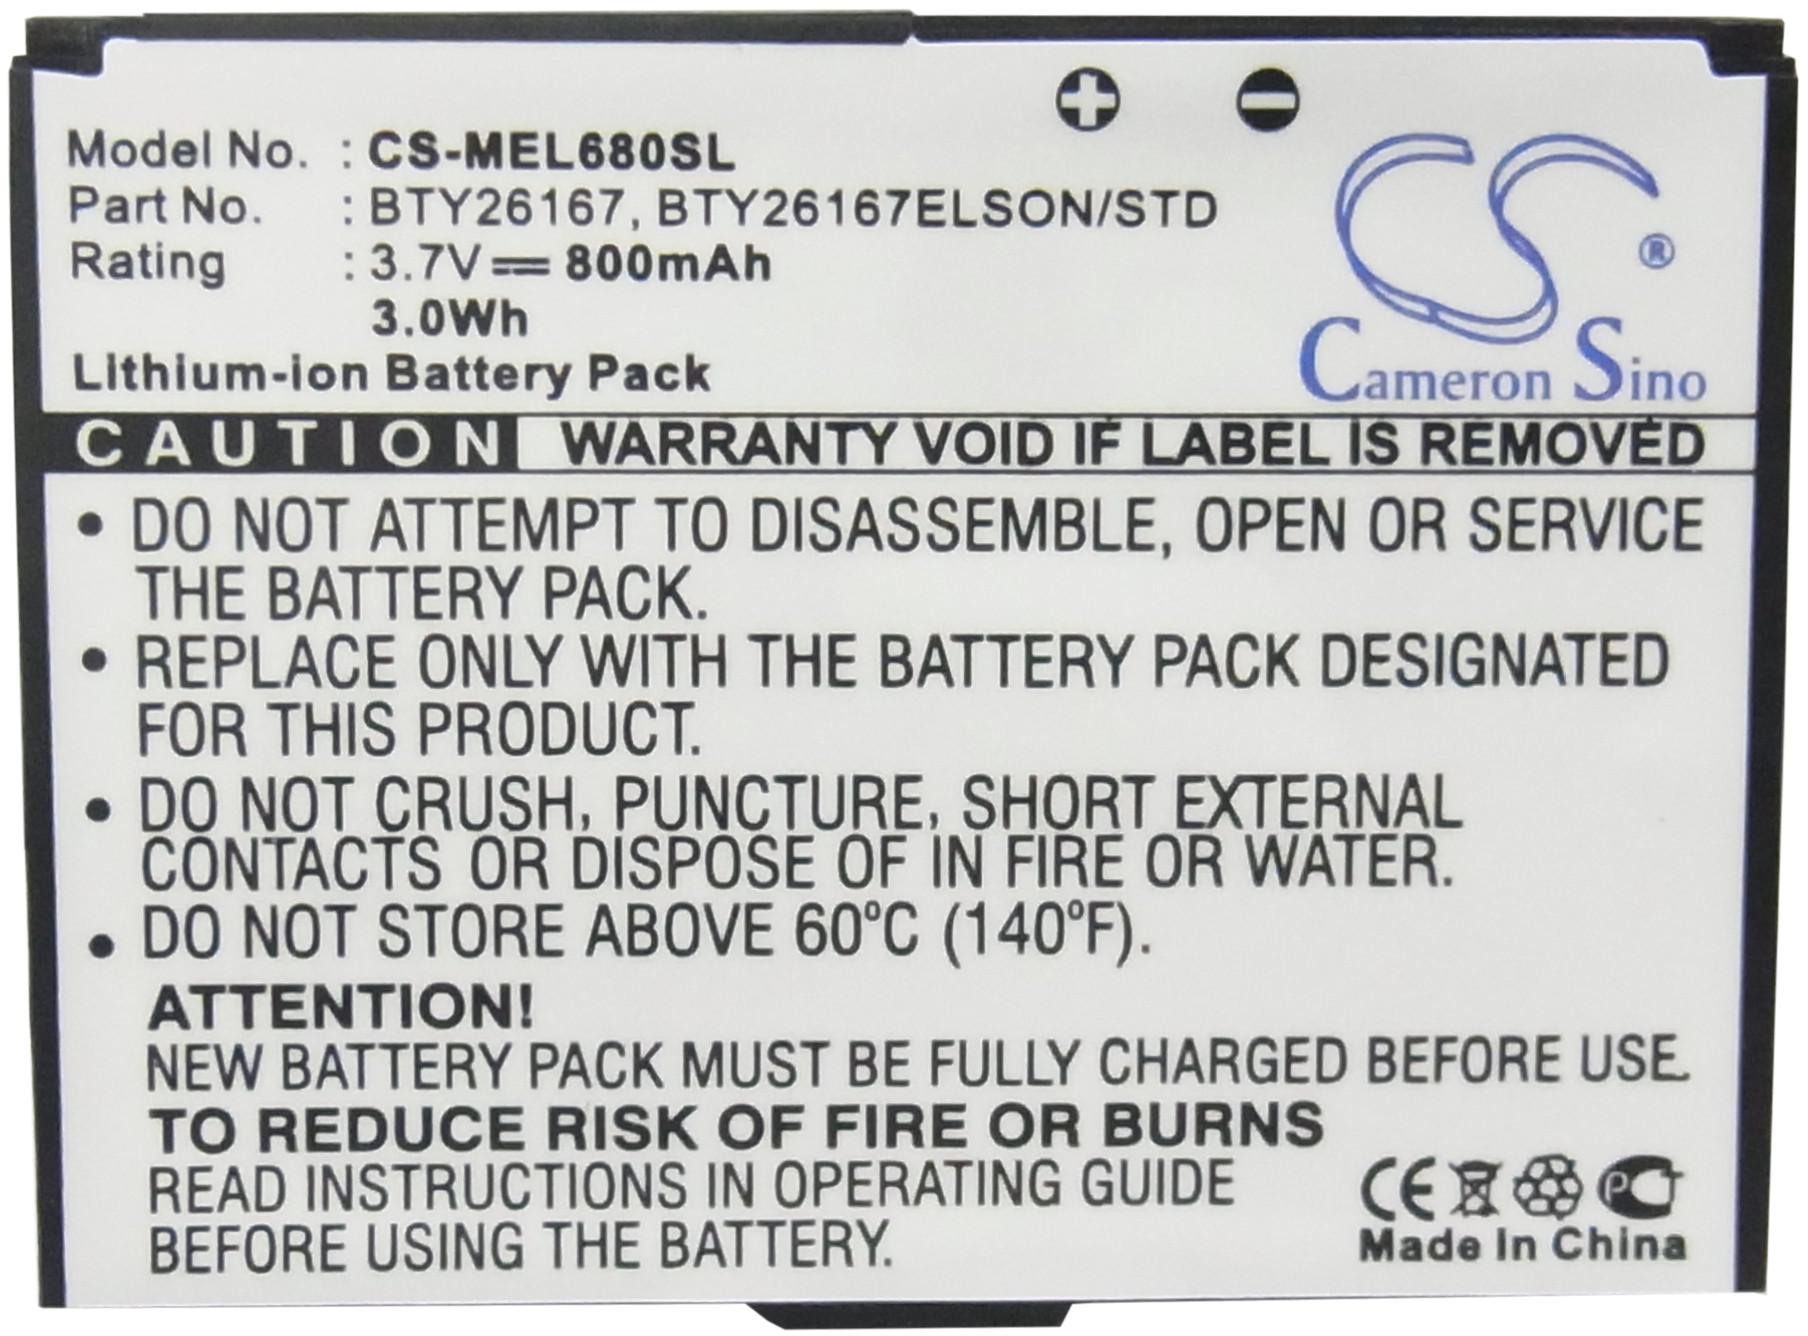 Model No. : CS-MEL680SL
Part No. : BTY26167, BTY26167ELSON/STD
Rating : 3.7V⎓800mAh
3.0Wh
Lithium-ion Battery Pack
CS ®
Cameron Sino
CAUTION WARRANTY VOID IF LABEL IS REMOVED
• DO NOT ATTEMPT TO DISASSEMBLE, OPEN OR SERVICE
THE BATTERY PACK.
• REPLACE ONLY WITH THE BATTERY PACK DESIGNATED
FOR THIS PRODUCT.
• DO NOT CRUSH, PUNCTURE, SHORT EXTERNAL
CONTACTS OR DISPOSE OF IN FIRE OR WATER.
• DO NOT STORE ABOVE 60°C (140°F).
ATTENTION!
NEW BATTERY PACK MUST BE FULLY CHARGED BEFORE USE.
TO REDUCE RISK OF FIRE OR BURNS
READ INSTRUCTIONS IN OPERATING GUIDE
BEFORE USING THE BATTERY.
CE PC
Made In China